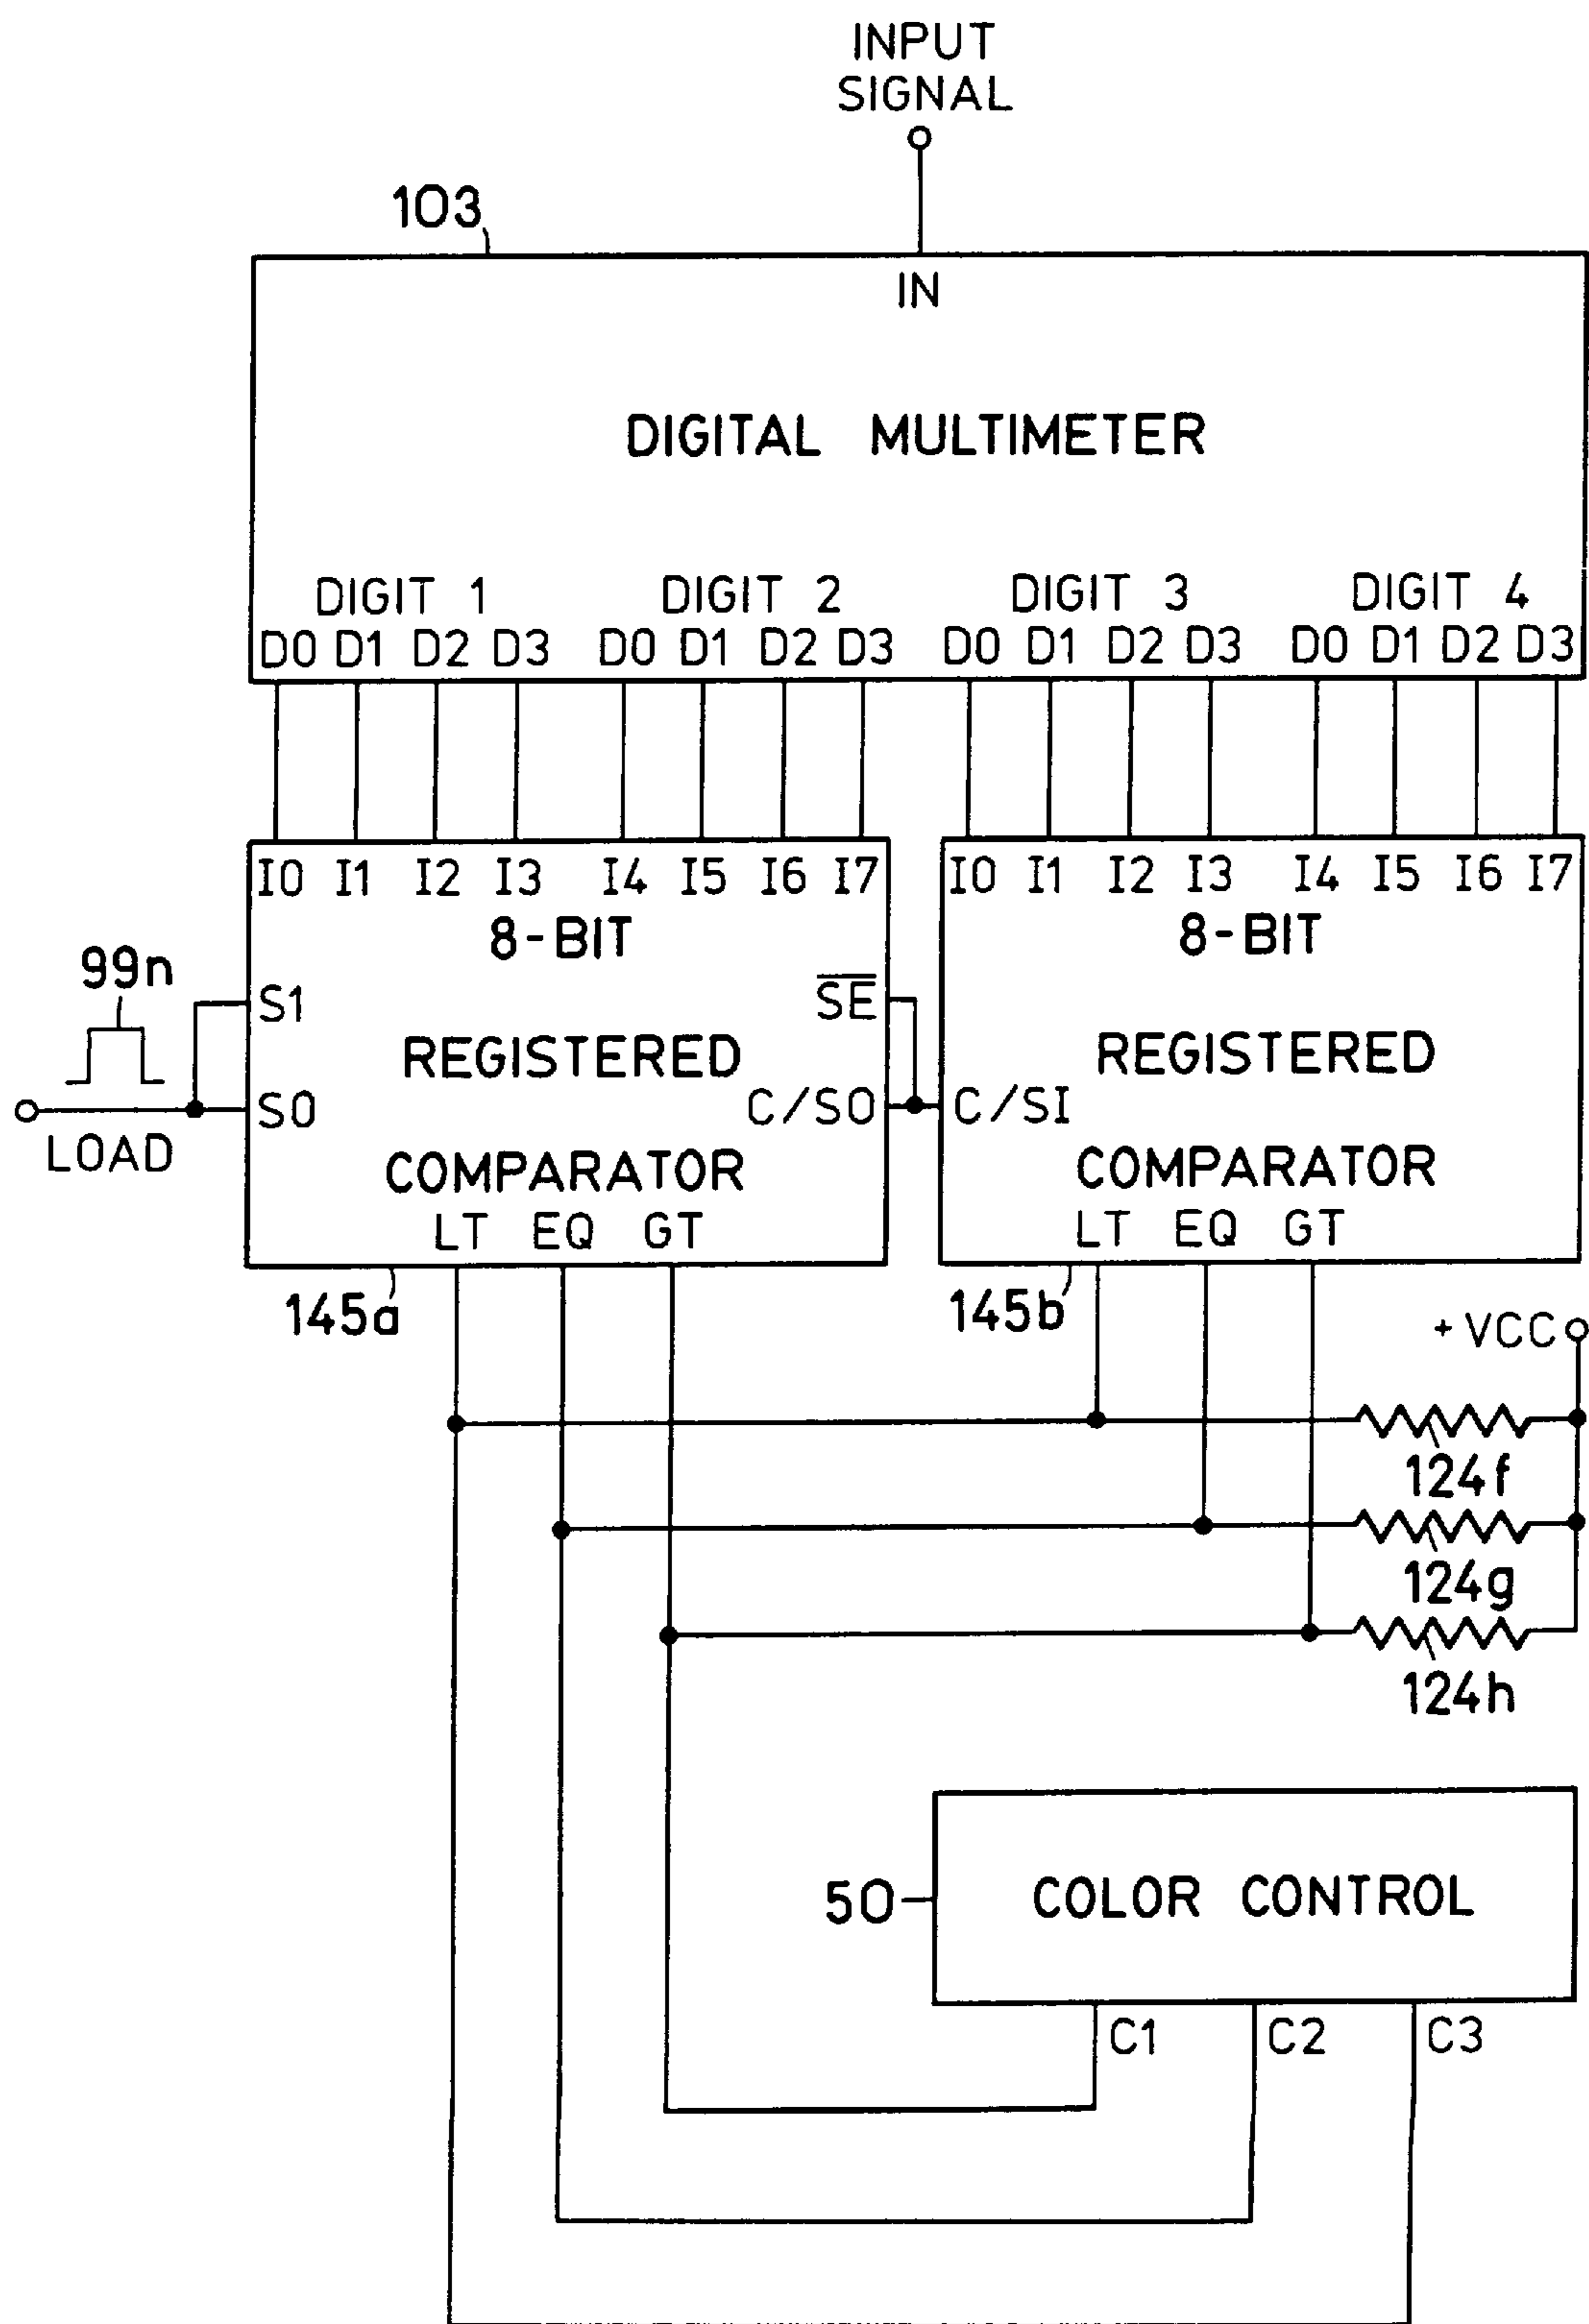 INPUT
SIGNAL
103
IN
DIGITAL MULTIMETER
DIGIT 1 DIGIT 2 DIGIT 3 DIGIT 4
D0 D1 D2 D3 D0 D1 D2 D3 D0 D1 D2 D3 D0 D1 D2 D3
I0 I1 I2 I3 I4 I5 I6 I7 I0 I1 I2 I3 I4 I5 I6 I7
8-BIT 8-BIT
99n
S1 SE
REGISTERED REGISTERED
S0 C/SO C/SI
LOAD
COMPARATOR COMPARATOR
LT EQ GT LT EQ GT
145a 145b
+ VCC
124f
124g
124h
50 COLOR CONTROL
C1 C2 C3